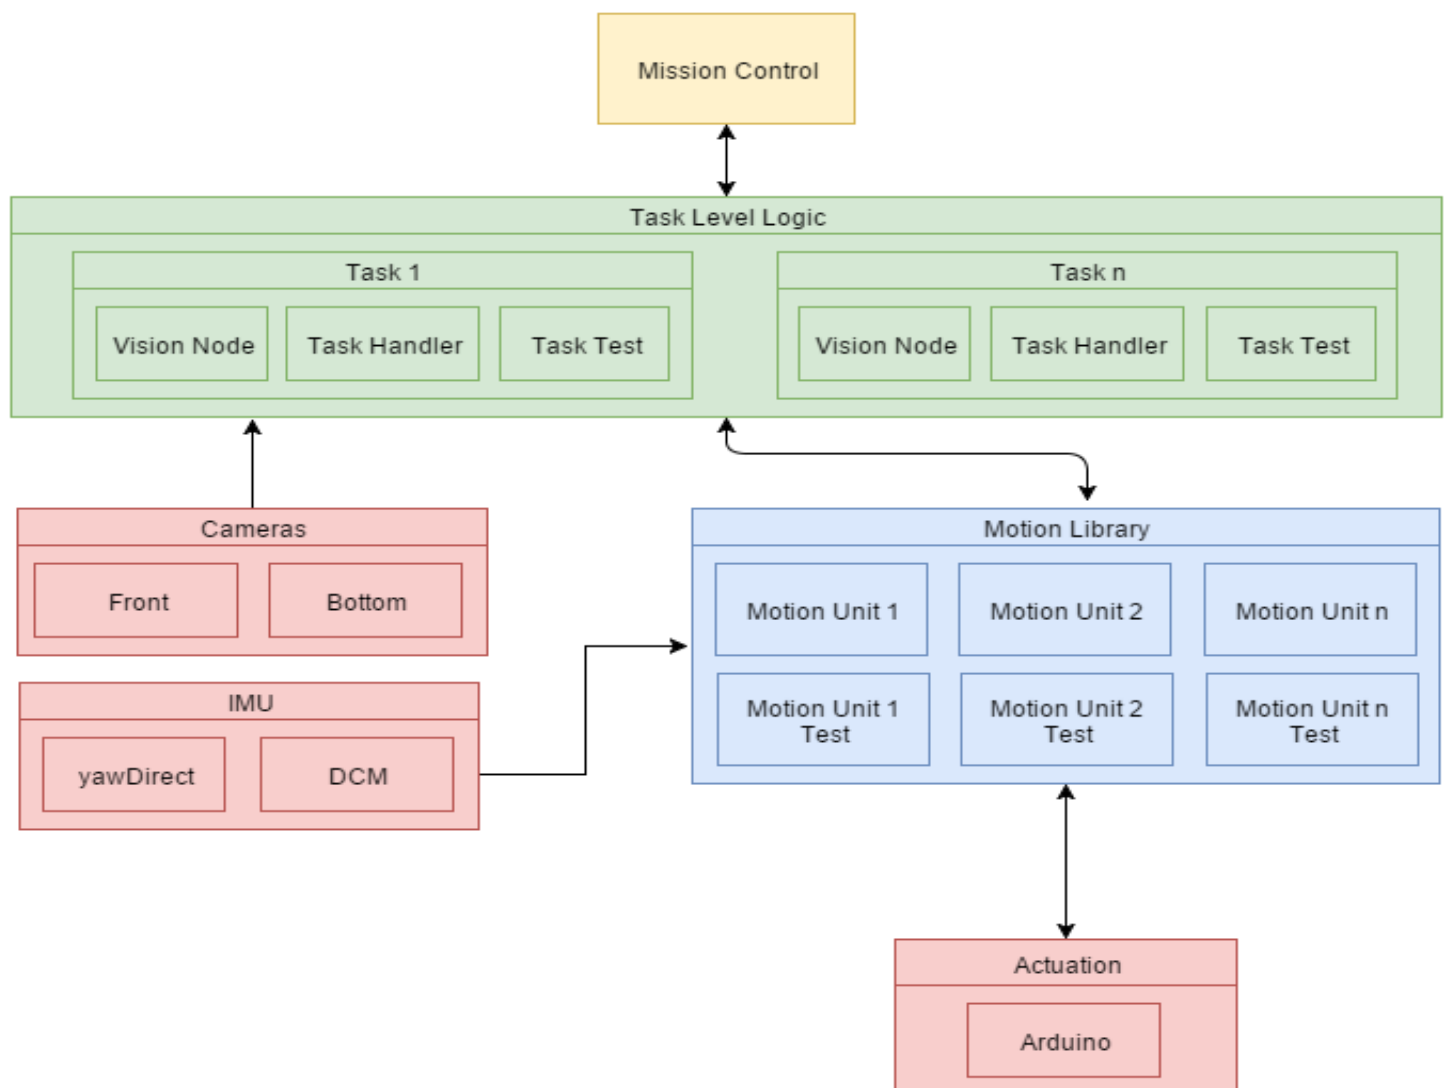 Mission Control
Task Level Logic
Task 1
Vision Node
Task Handler
Task Test
Task n
Vision Node
Task Handler
Task Test
Cameras
Front
Bottom
IMU
yawDirect
DCM
Motion Library
Motion Unit 1
Motion Unit 2
Motion Unit n
Motion Unit 1
Test
Motion Unit 2
Test
Motion Unit n
Test
Actuation
Arduino